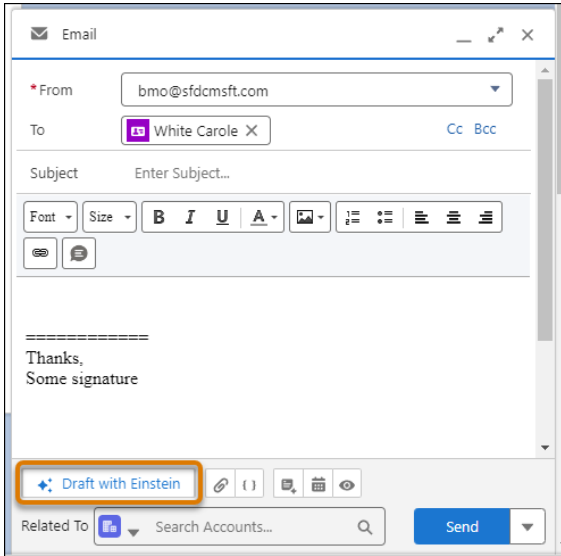 Email
*From bmo@sfdcmsft.com
To White Carole Cc Bcc
Subject Enter Subject...
Font Size B I U A
============
Thanks,
Some signature
Draft with Einstein { }
Related To Search Accounts... Send